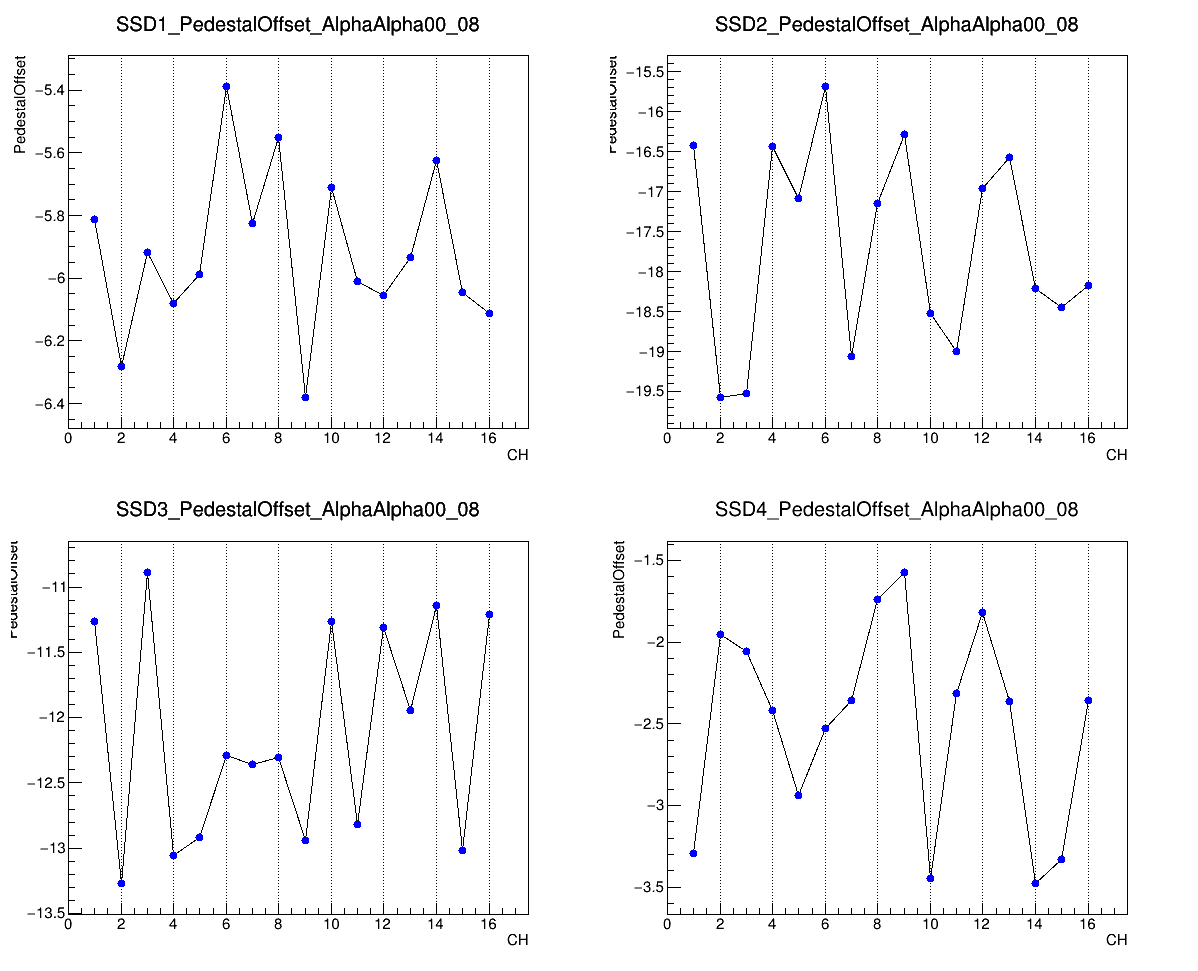 SSD1_PedestalOffset_AlphaAlpha00_08
PedestalOffset
−5.4
−5.6
−5.8
−6
−6.2
−6.4
0 2 4 6 8 10 12 14 16
CH
SSD2_PedestalOffset_AlphaAlpha00_08
PedestalOffset
−15.5
−16
−16.5
−17
−17.5
−18
−18.5
−19
−19.5
0 2 4 6 8 10 12 14 16
CH
SSD3_PedestalOffset_AlphaAlpha00_08
PedestalOffset
−11
−11.5
−12
−12.5
−13
−13.5
0 2 4 6 8 10 12 14 16
CH
SSD4_PedestalOffset_AlphaAlpha00_08
PedestalOffset
−1.5
−2
−2.5
−3
−3.5
0 2 4 6 8 10 12 14 16
CH